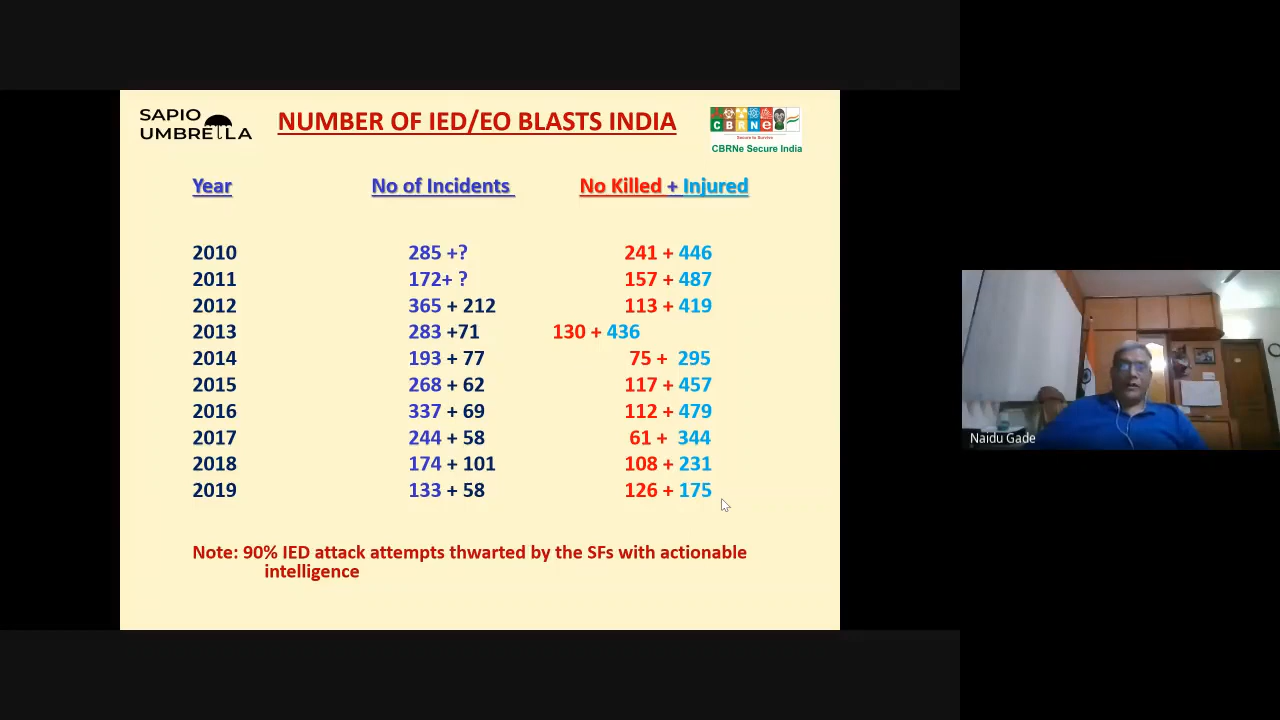 SAPIO
UMBRELLA
NUMBER OF IED/EO BLASTS INDIA
CBRNe
Secure to Survive
CBRNe Secure India
Year No of Incidents No Killed + Injured
2010 285 +? 241 + 446
2011 172+ ? 157 + 487
2012 365 + 212 113 + 419
2013 283 +71 130 + 436
2014 193 + 77 75 + 295
2015 268 + 62 117 + 457
2016 337 + 69 112 + 479
2017 244 + 58 61 + 344
2018 174 + 101 108 + 231
2019 133 + 58 126 + 175
Note: 90% IED attack attempts thwarted by the SFs with actionable
intelligence
Naidu Gade